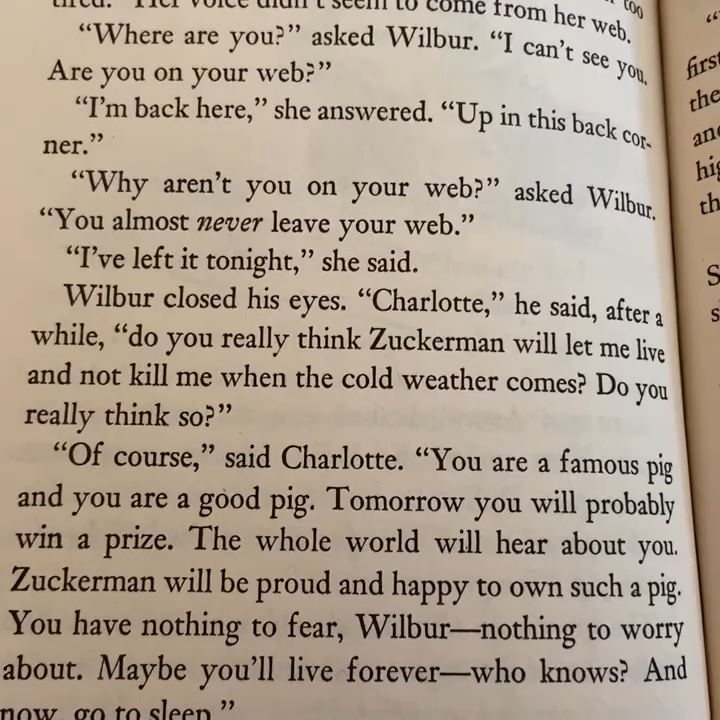 tired. Her voice didn't seem to come from her web.
too
“Where are you?” asked Wilbur. “I can't see you.
Are you on your web?”
“I'm back here,” she answered. “Up in this back cor-
ner.”
“Why aren't you on your web?” asked Wilbur.
“You almost never leave your web.”
“I've left it tonight,” she said.
Wilbur closed his eyes. “Charlotte,” he said, after a
while, “do you really think Zuckerman will let me live
and not kill me when the cold weather comes? Do you
really think so?”
“Of course,” said Charlotte. “You are a famous pig
and you are a good pig. Tomorrow you will probably
win a prize. The whole world will hear about you.
Zuckerman will be proud and happy to own such a pig.
You have nothing to fear, Wilbur—nothing to worry
about. Maybe you'll live forever—who knows? And
now, go to sleep.”